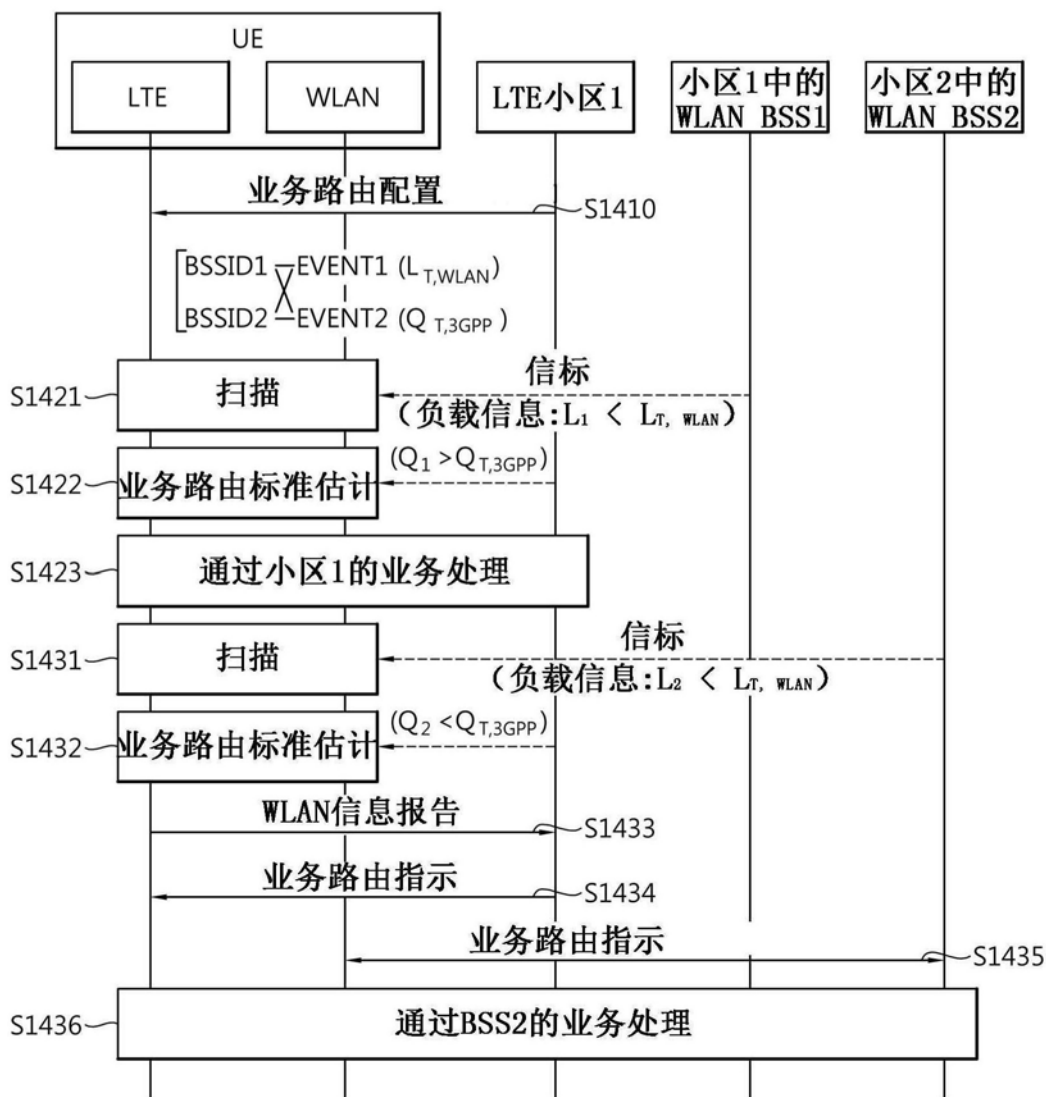 UE
LTE
WLAN
LTE小区1
小区1中的
WLAN BSS1
小区2中的
WLAN BSS2
业务路由配置
S1410
BSSID1
EVENT1 (L T,WLAN)
BSSID2
EVENT2 (Q T,3GPP)
S1421
扫描
信标
(负载信息:L1 < LT, WLAN)
S1422
业务路由标准估计
(Q1 >QT,3GPP)
S1423
通过小区1的业务处理
S1431
扫描
信标
(负载信息:L2 < LT, WLAN)
S1432
业务路由标准估计
(Q2 <QT,3GPP)
WLAN信息报告
S1433
业务路由指示
S1434
业务路由指示
S1435
S1436
通过BSS2的业务处理